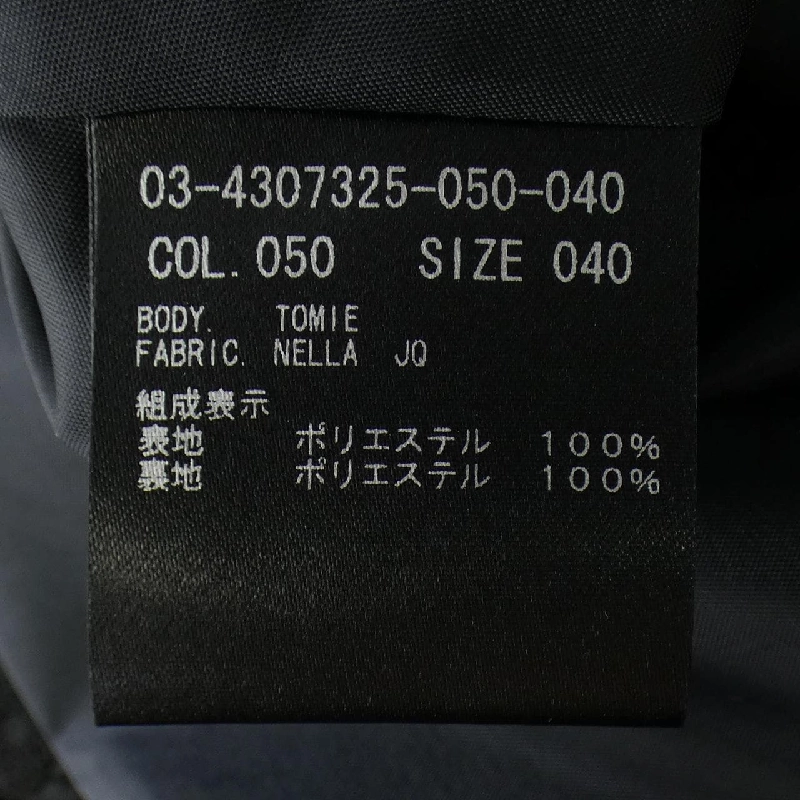 03-4307325-050-040
COL. 050 SIZE 040
BODY. TOMIE
FABRIC. NELLA JQ
組成表示
表地 ポリエステル 100%
裏地 ポリエステル 100%